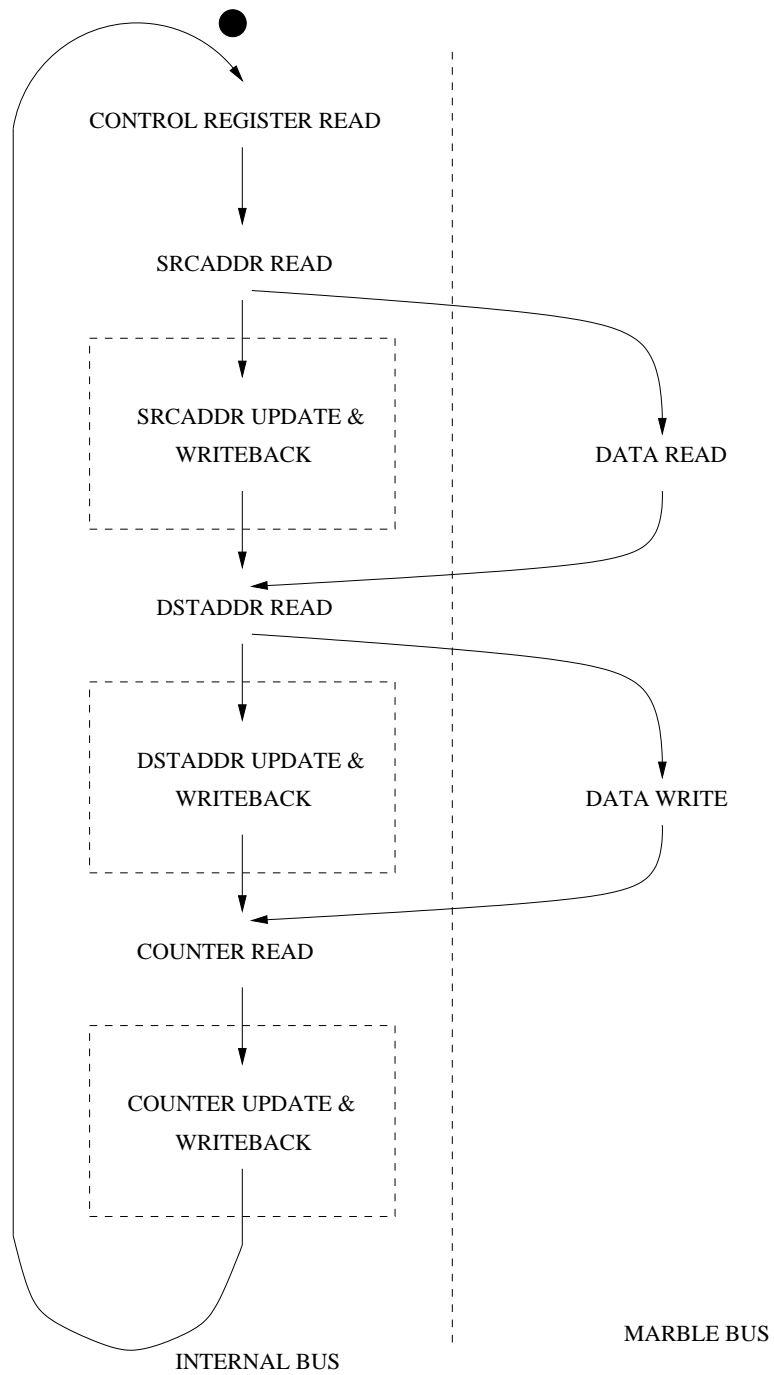 CONTROL REGISTER READ
SRCADDR READ
SRCADDR UPDATE &
WRITEBACK
DATA READ
DSTADDR READ
DSTADDR UPDATE &
WRITEBACK
DATA WRITE
COUNTER READ
COUNTER UPDATE &
WRITEBACK
MARBLE BUS
INTERNAL BUS